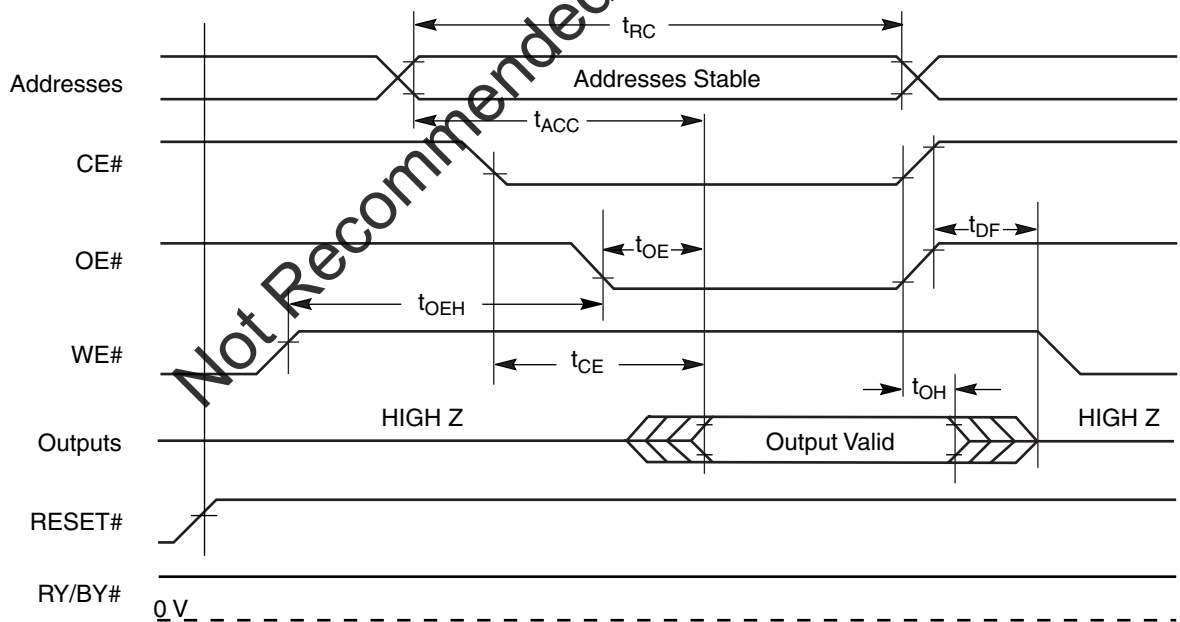 Not Recommended
tRC
Addresses
Addresses Stable
tACC
CE#
tDF
OE#
tOE
tOEH
WE#
tCE
tOH
HIGH Z
HIGH Z
Outputs
Output Valid
RESET#
RY/BY#
0 V